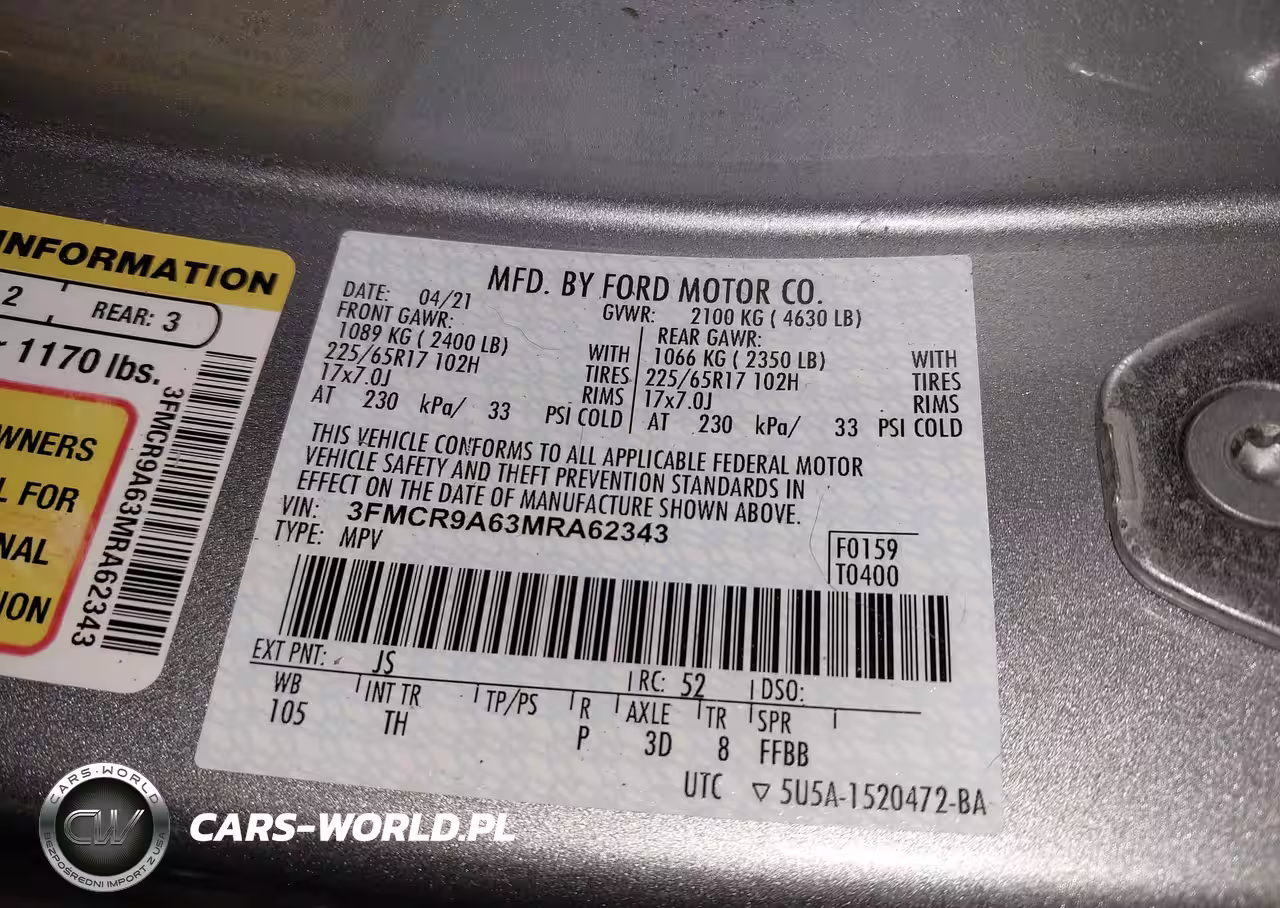 INFORMATION
2 REAR: 3
1170 lbs.
WNERS
L FOR
NAL
ION
3FMCR9A63MRA62343
MFD. BY FORD MOTOR CO.
DATE: 04/21 GVWR: 2100 KG ( 4630 LB)
FRONT GAWR: REAR GAWR:
1089 KG ( 2400 LB) WITH 1066 KG ( 2350 LB) WITH
225/65R17 102H TIRES 225/65R17 102H TIRES
17x7.0J RIMS 17x7.0J RIMS
AT 230 kPa/ 33 PSI COLD AT 230 kPa/ 33 PSI COLD
THIS VEHICLE CONFORMS TO ALL APPLICABLE FEDERAL MOTOR
VEHICLE SAFETY AND THEFT PREVENTION STANDARDS IN
EFFECT ON THE DATE OF MANUFACTURE SHOWN ABOVE.
VIN: 3FMCR9A63MRA62343
TYPE: MPV
F0159
T0400
EXT PNT: JS RC: 52 DSO:
WB INT TR TP/PS R AXLE TR SPR
105 TH P 3D 8 FFBB
UTC ▽ 5U5A-1520472-BA
CARS-WORLD
CW
BEZPOŚREDNI IMPORT Z USA
CARS-WORLD.PL